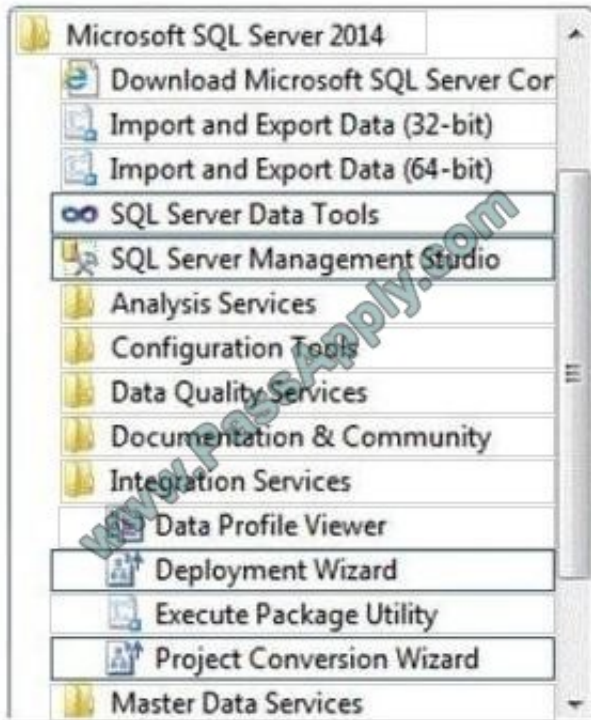 Microsoft SQL Server 2014
Download Microsoft SQL Server Cor
Import and Export Data (32-bit)
Import and Export Data (64-bit)
SQL Server Data Tools
SQL Server Management Studio
Analysis Services
Configuration Tools
Data Quality Services
Documentation & Community
Integration Services
Data Profile Viewer
Deployment Wizard
Execute Package Utility
Project Conversion Wizard
Master Data Services
www.PassApply.com